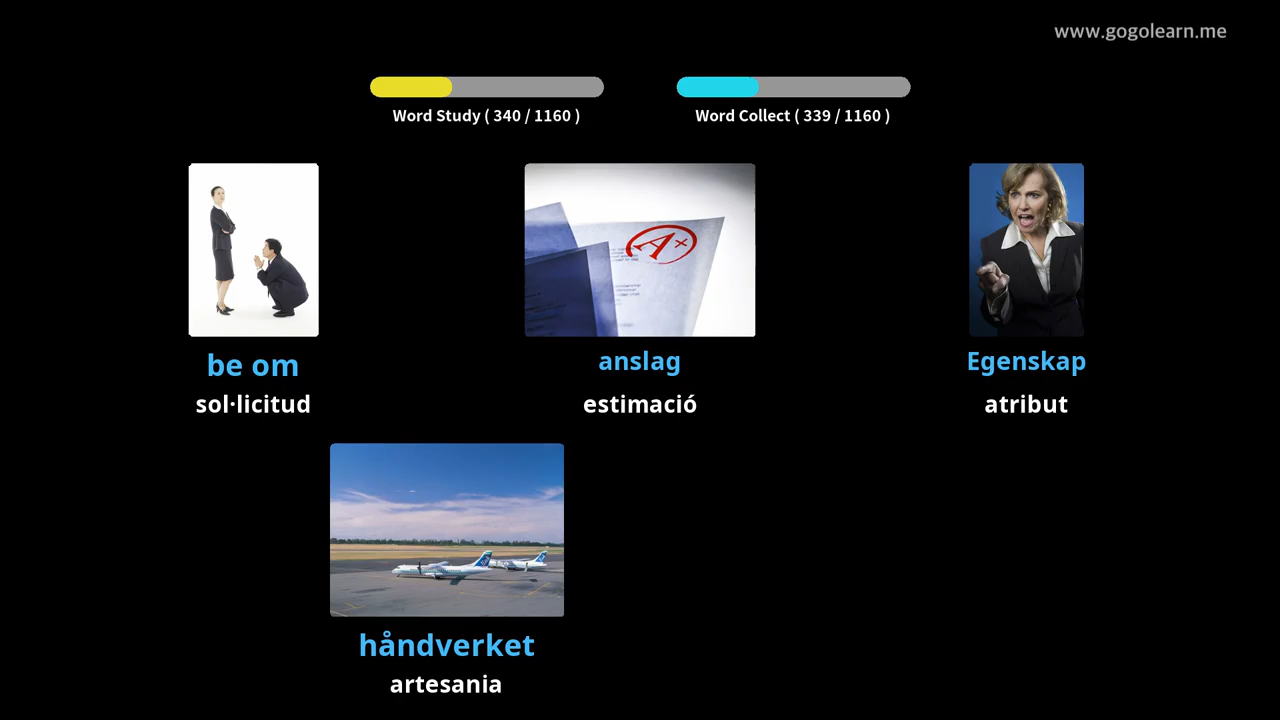 www.gogolearn.me
Word Study ( 340 / 1160 )
Word Collect ( 339 / 1160 )
A+
be om
anslag
Egenskap
sol·licitud
estimació
atribut
håndverket
artesania